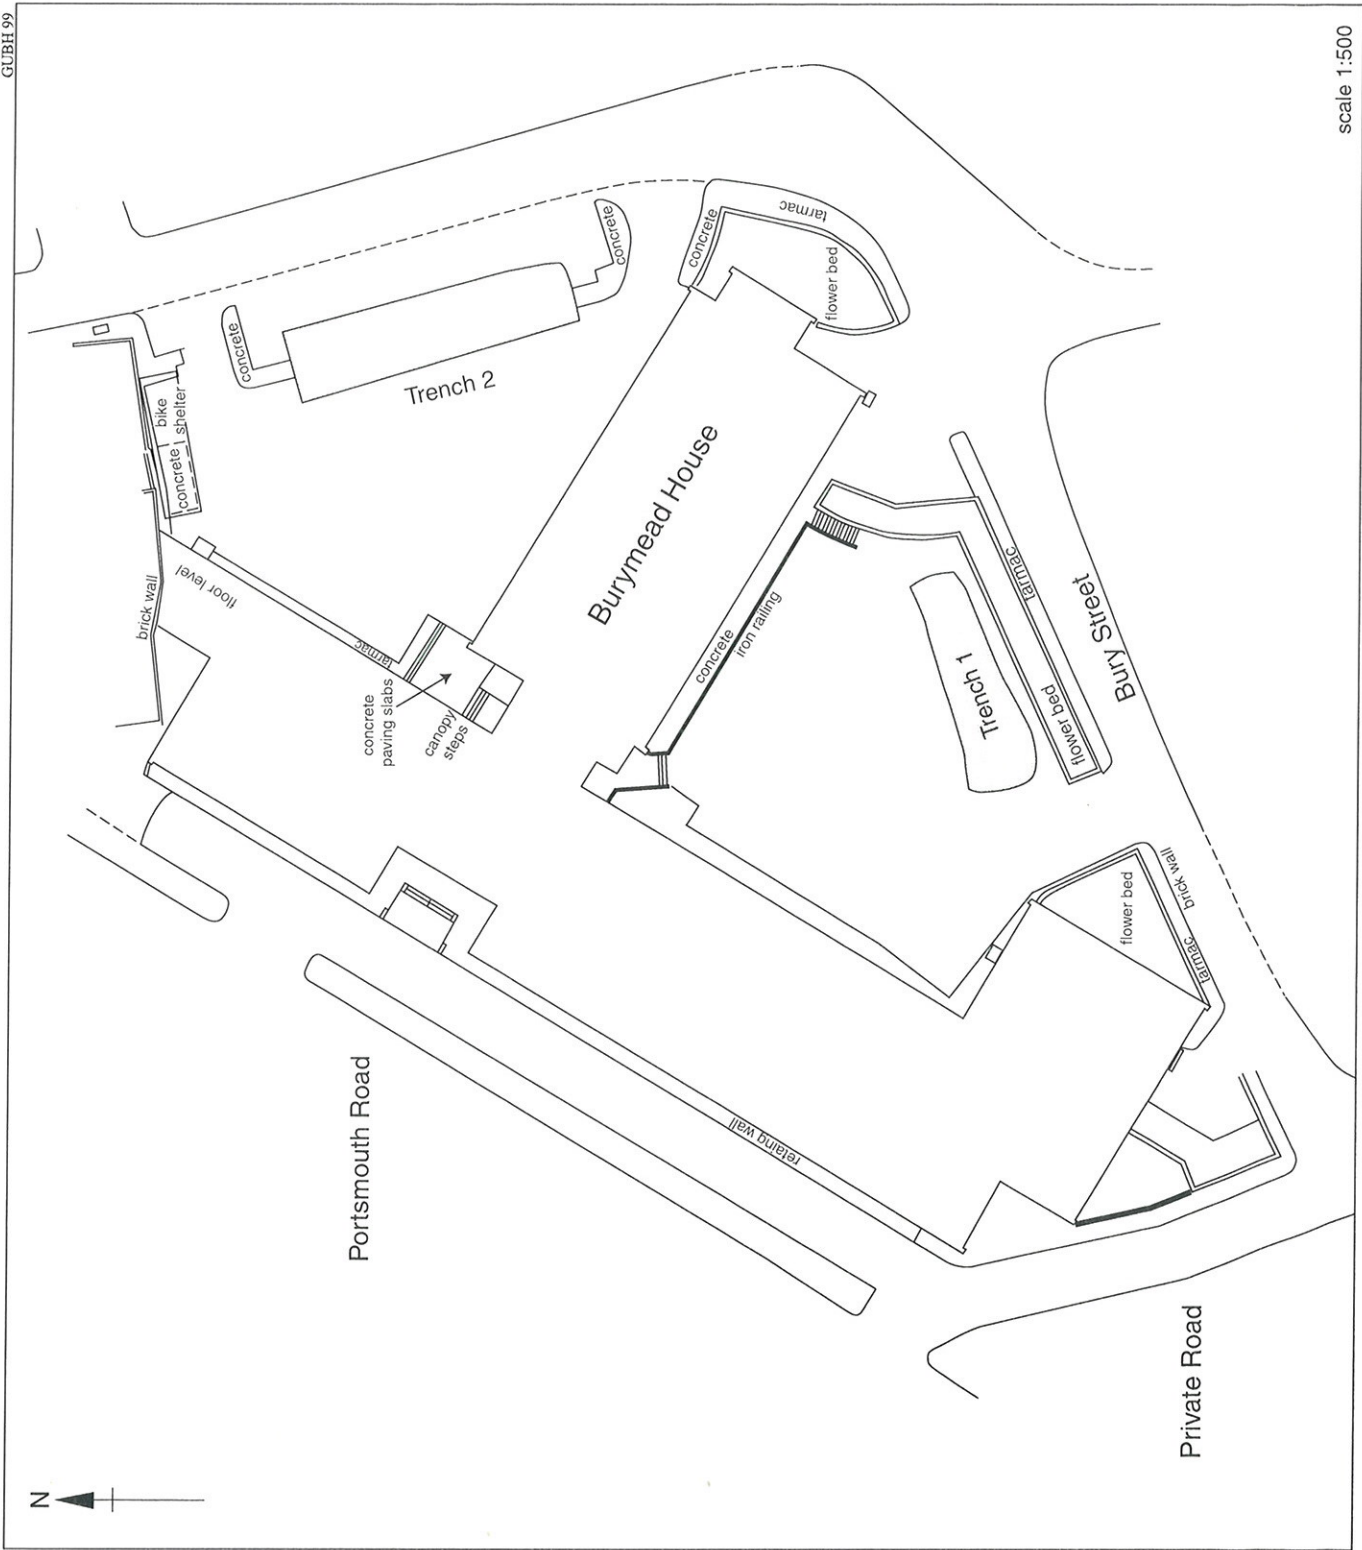 GUBH 99
N
Portsmouth Road
brick wall
floor level
tarmac
concrete
paving slabs
canopy
steps
concrete
bike
shelter
concrete
Trench 2
concrete
concrete
tarmac
flower bed
Burymead House
concrete
iron railing
retaing wall
Trench 1
flower bed
tarmac
Bury Street
flower bed
brick wall
tarmac
Private Road
scale 1:500